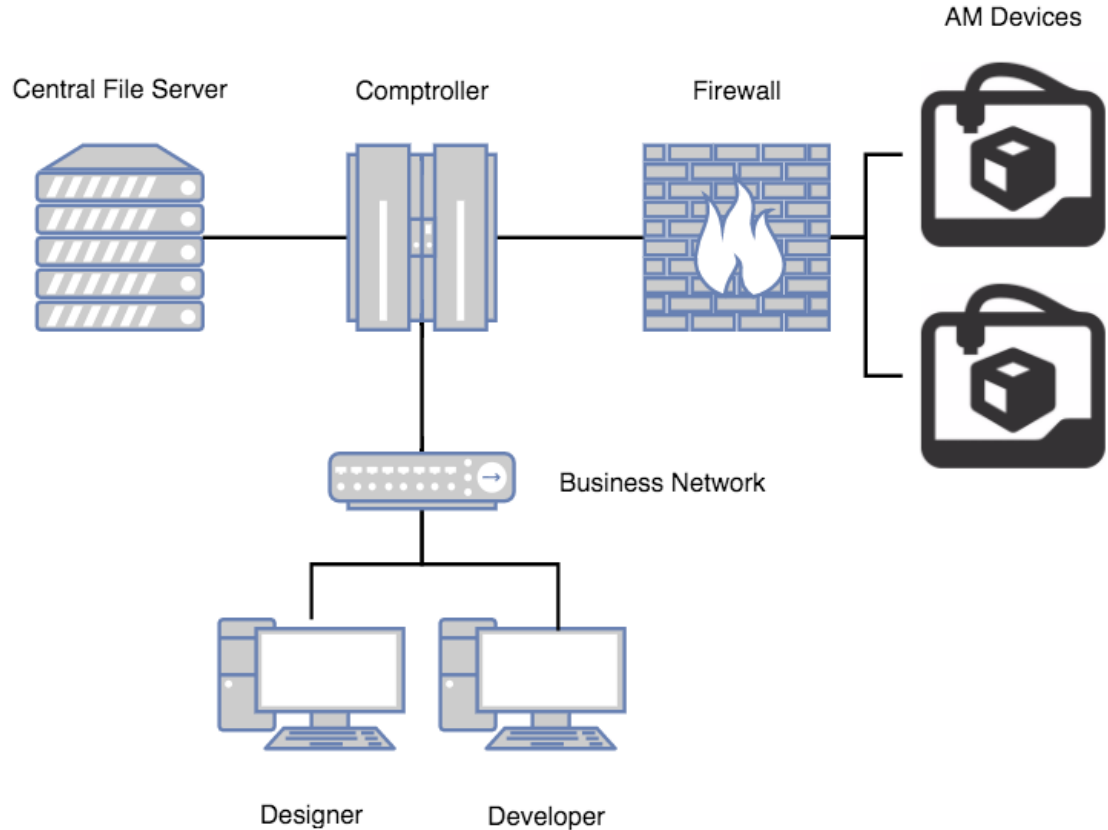 AM Devices
Central File Server
Comptroller
Firewall
Business Network
Designer
Developer